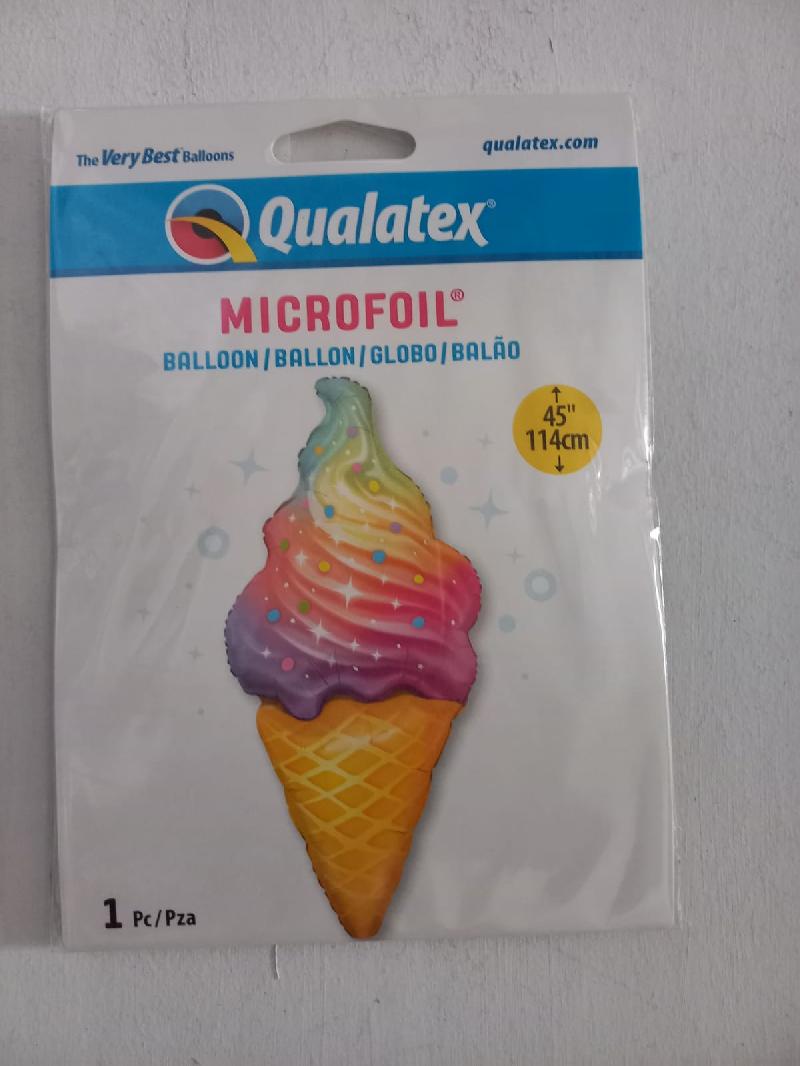 The Very Best Balloons
qualatex.com
Qualatex®
MICROFOIL®
BALLOON/BALLON/GLOBO/BALÃO
45"
114cm
1 Pc/Pza